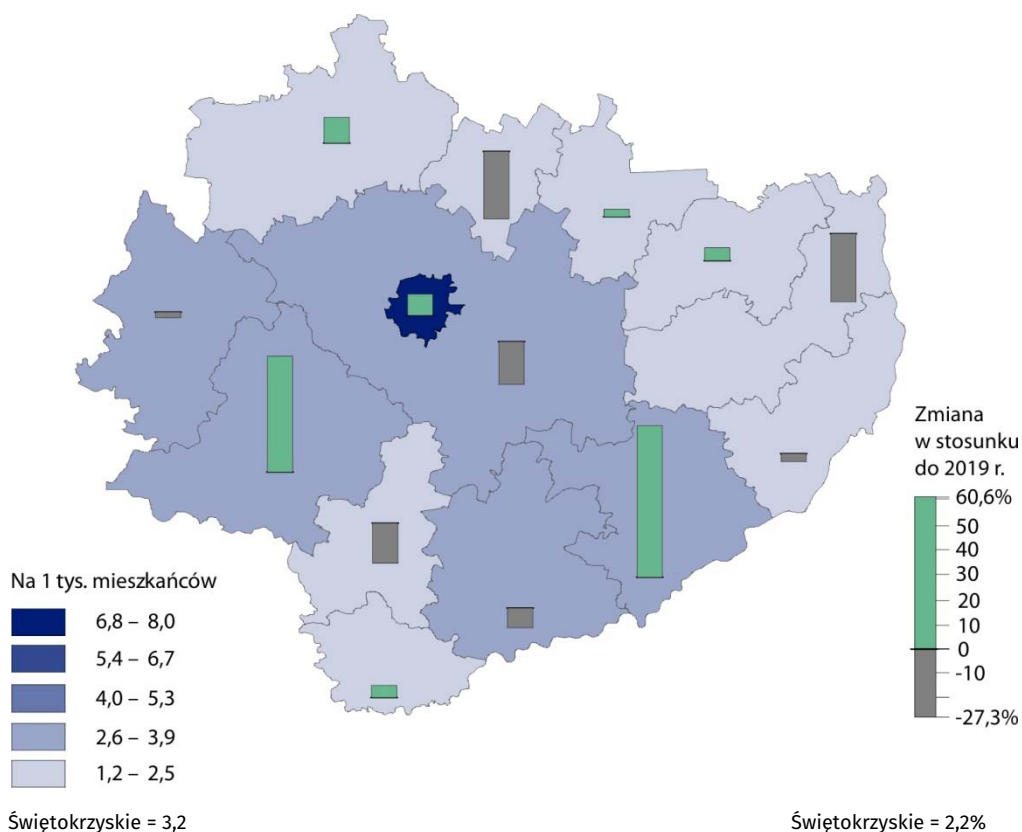 Zmiana
w stosunku
do 2019 r.
60,6%
50
40
30
20
10
0
-10
-27,3%
Na 1 tys. mieszkańców
6,8 – 8,0
5,4 – 6,7
4,0 – 5,3
2,6 – 3,9
1,2 – 2,5
Świętokrzyskie = 3,2
Świętokrzyskie = 2,2%